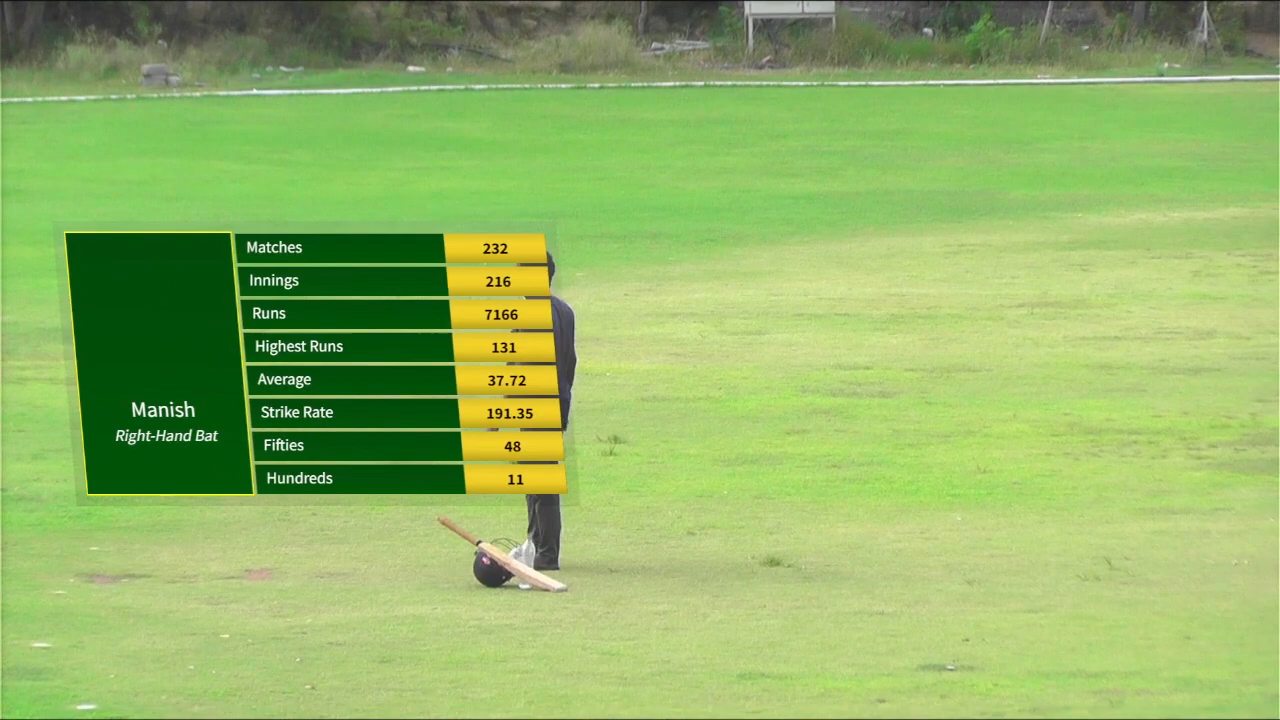 Manish
Right-Hand Bat
Matches 232
Innings 216
Runs 7166
Highest Runs 131
Average 37.72
Strike Rate 191.35
Fifties 48
Hundreds 11